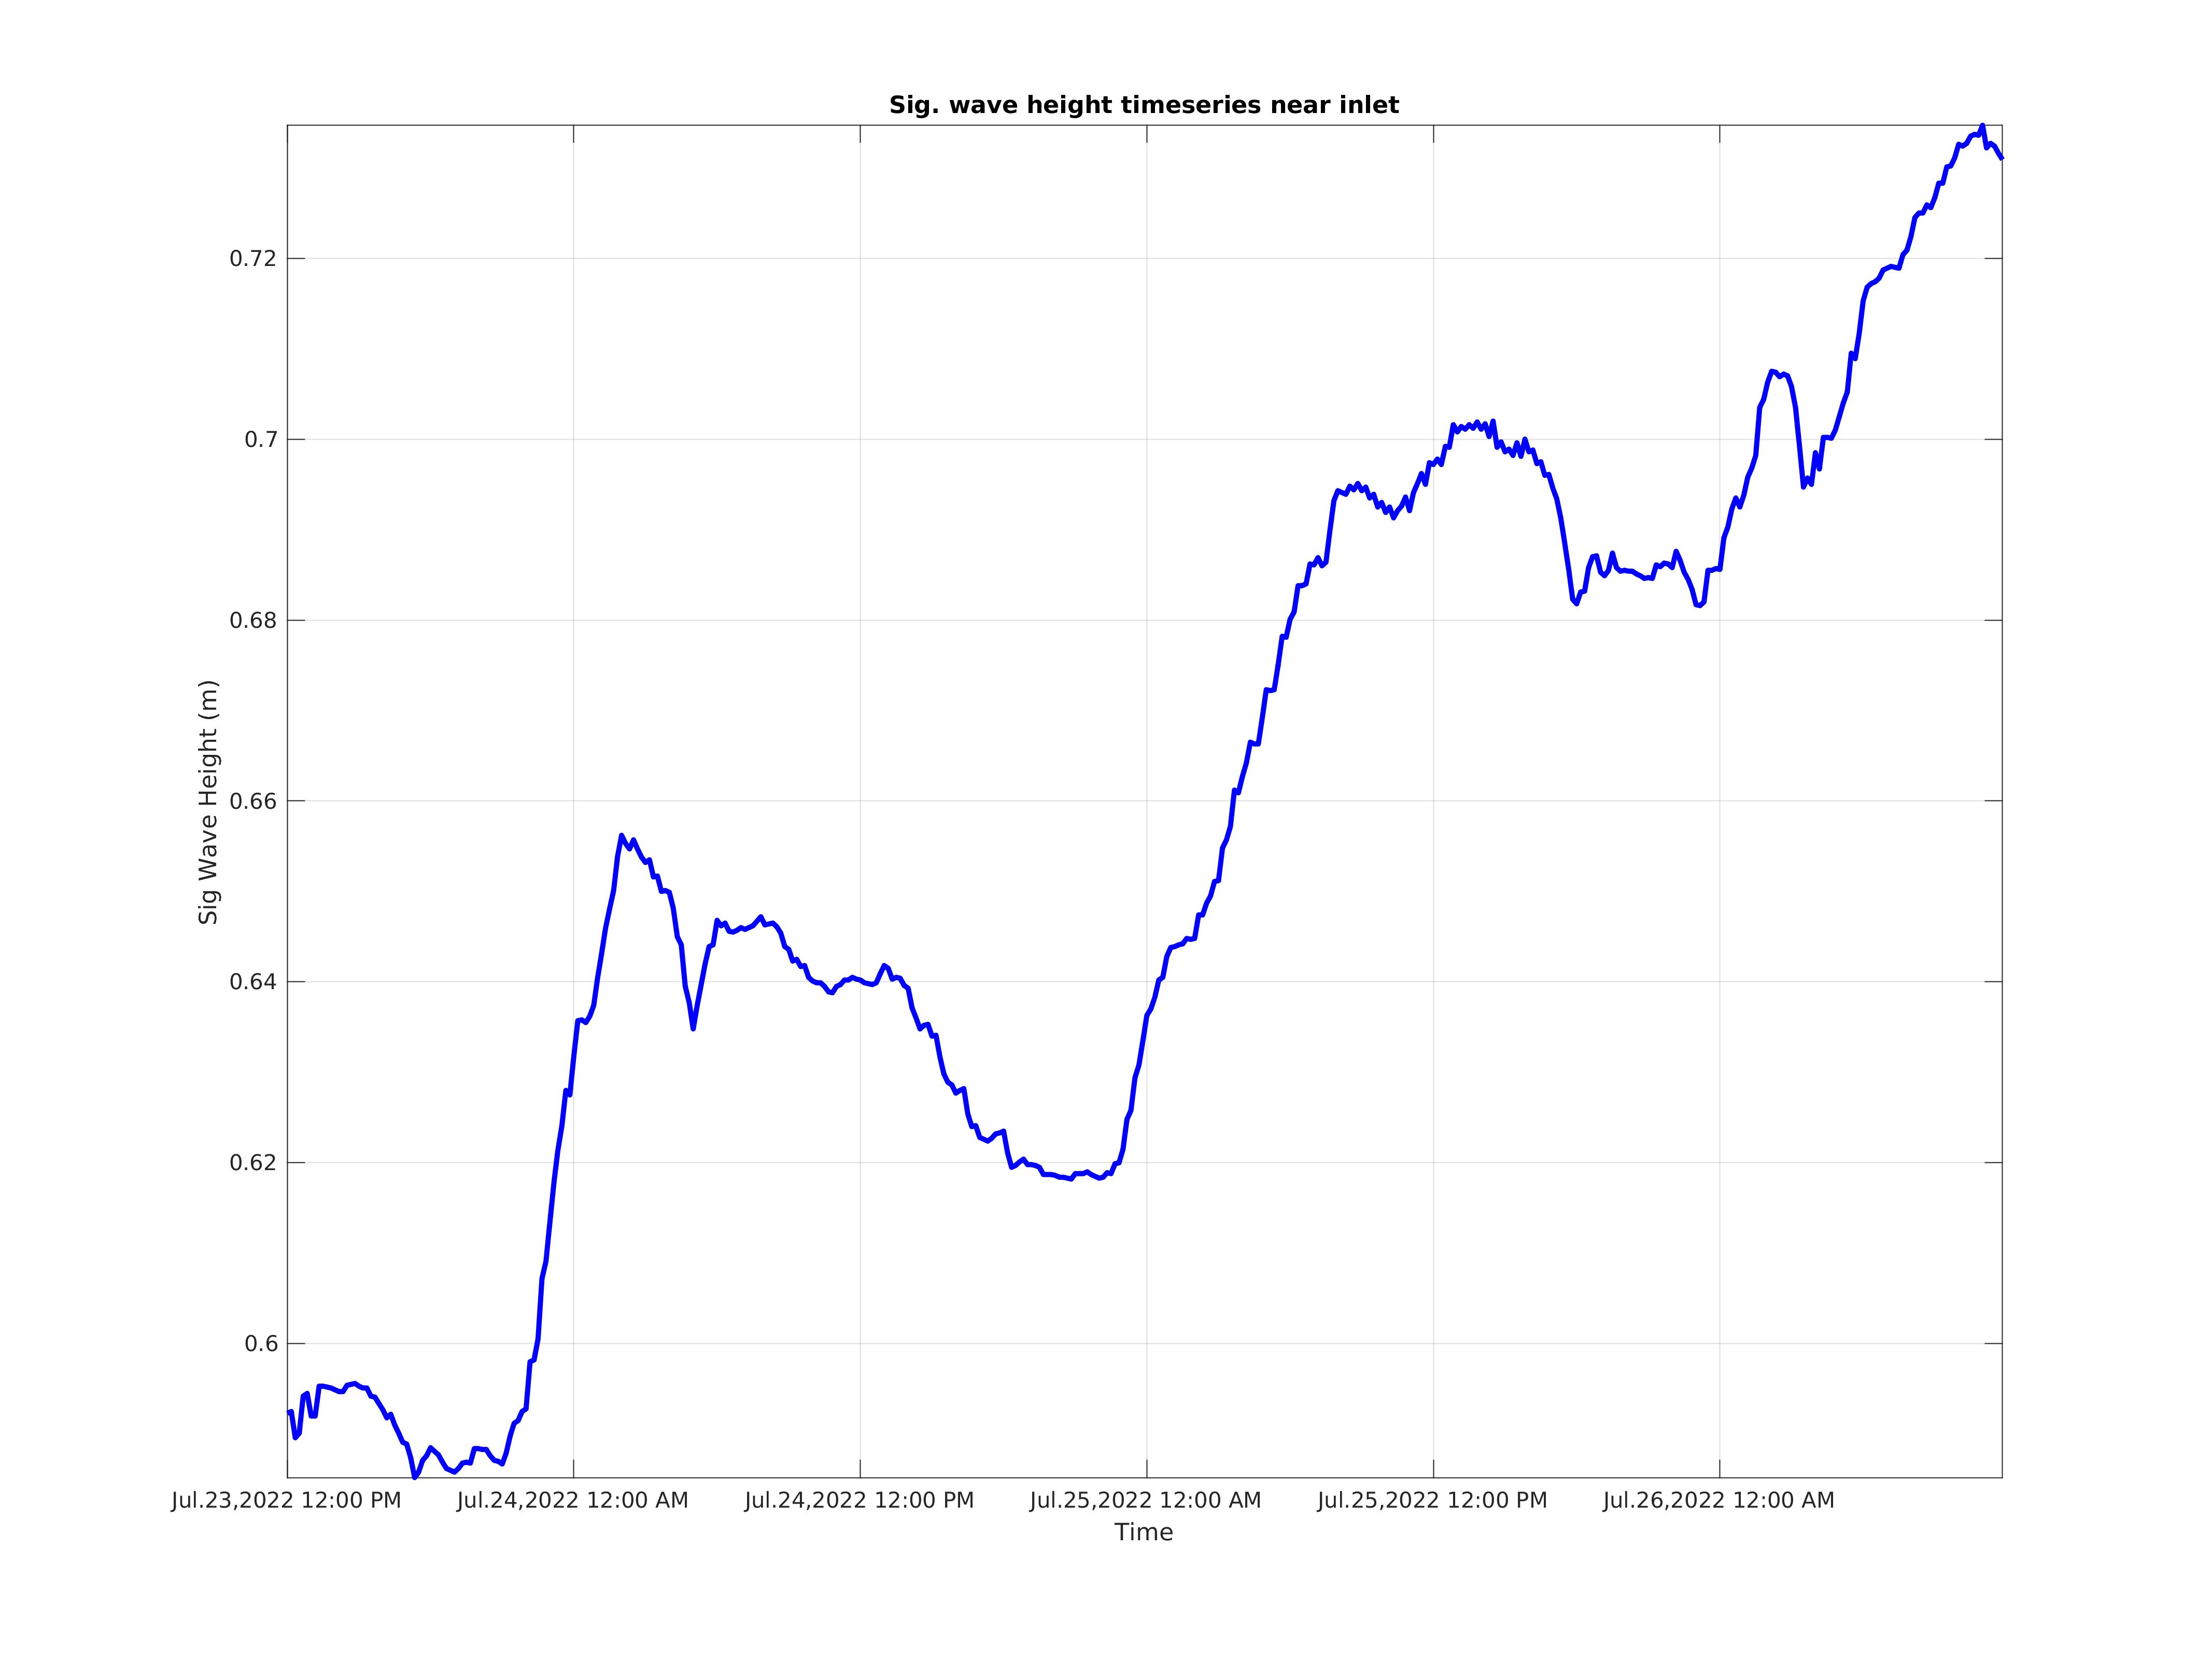 Sig. wave height timeseries near inlet
0.72
0.7
0.68
0.66
0.64
0.62
0.6
Sig Wave Height (m)
Jul.23,2022 12:00 PM
Jul.24,2022 12:00 AM
Jul.24,2022 12:00 PM
Jul.25,2022 12:00 AM
Jul.25,2022 12:00 PM
Jul.26,2022 12:00 AM
Time